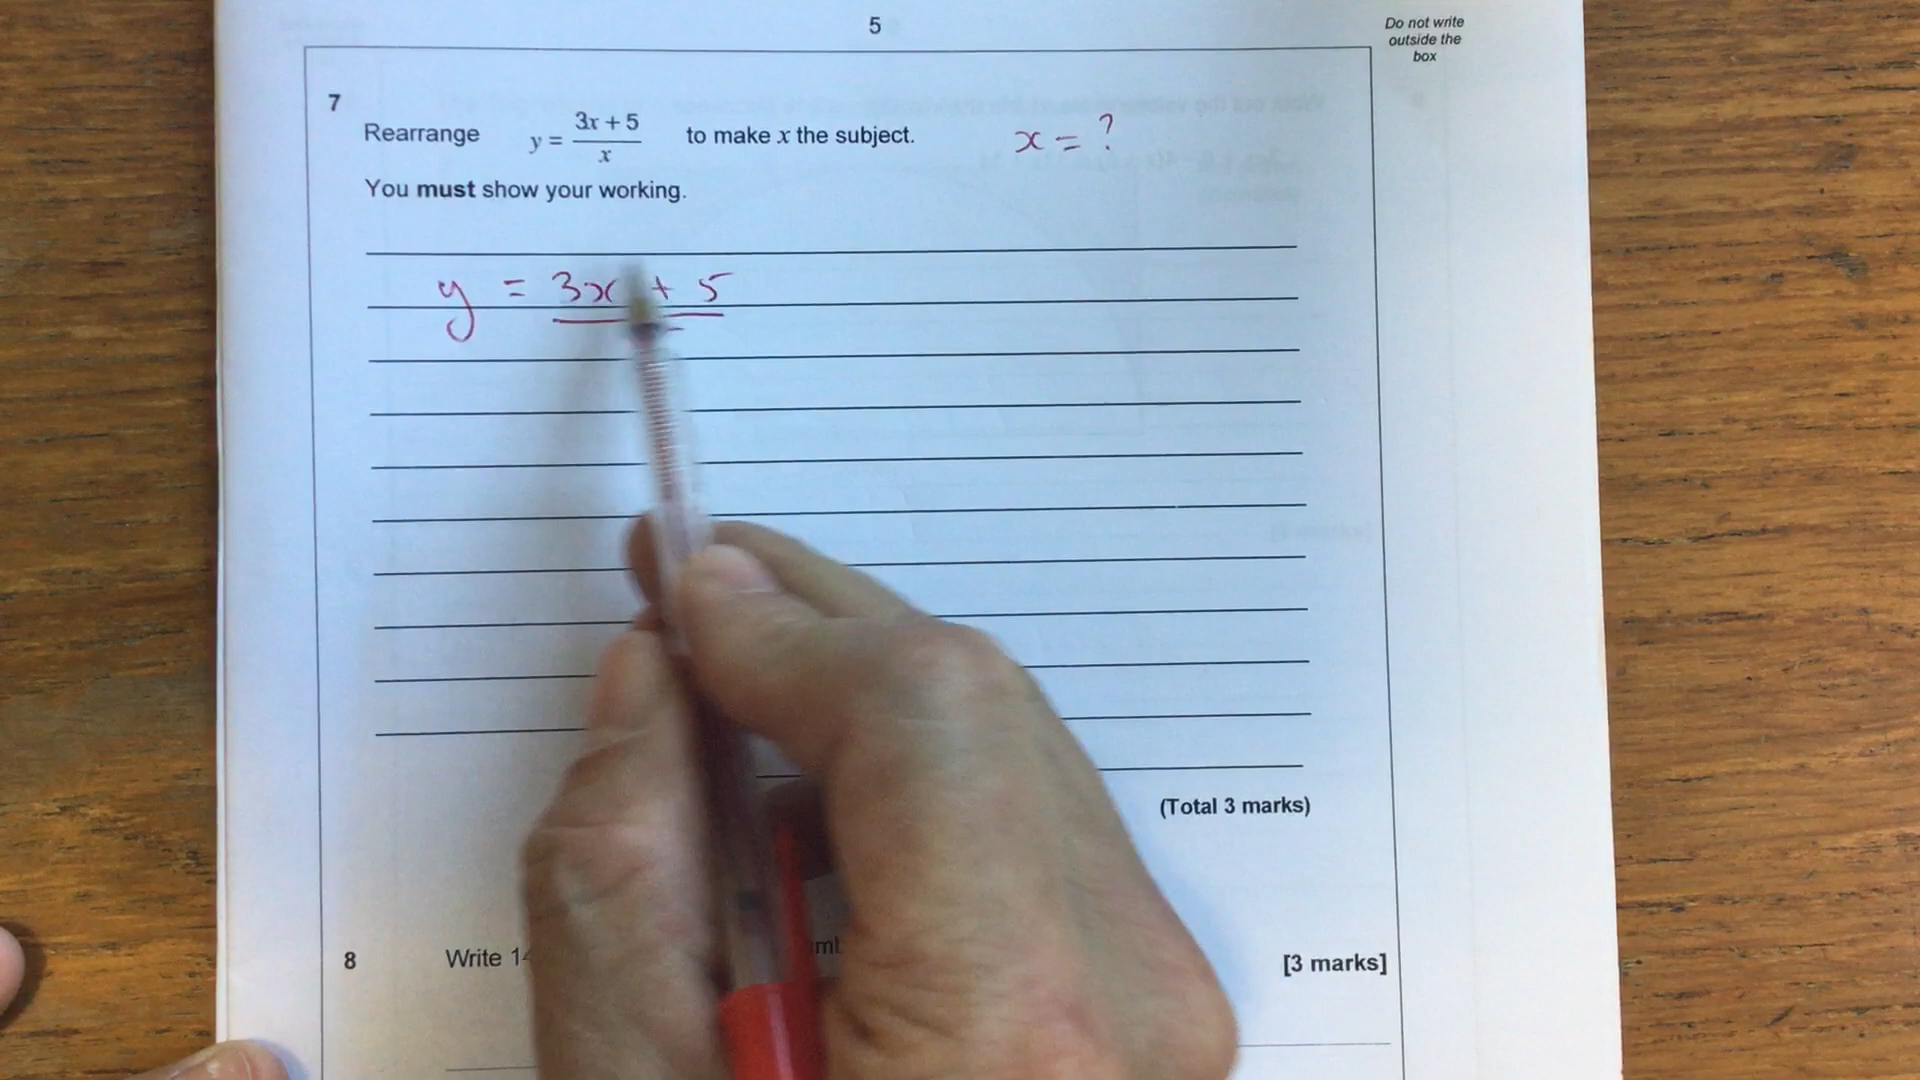 5
Do not write
outside the
box
7
Rearrange y = (3x + 5)/x to make x the subject. x = ?
You must show your working.
y = 3x + 5
(Total 3 marks)
8 Write [3 marks]